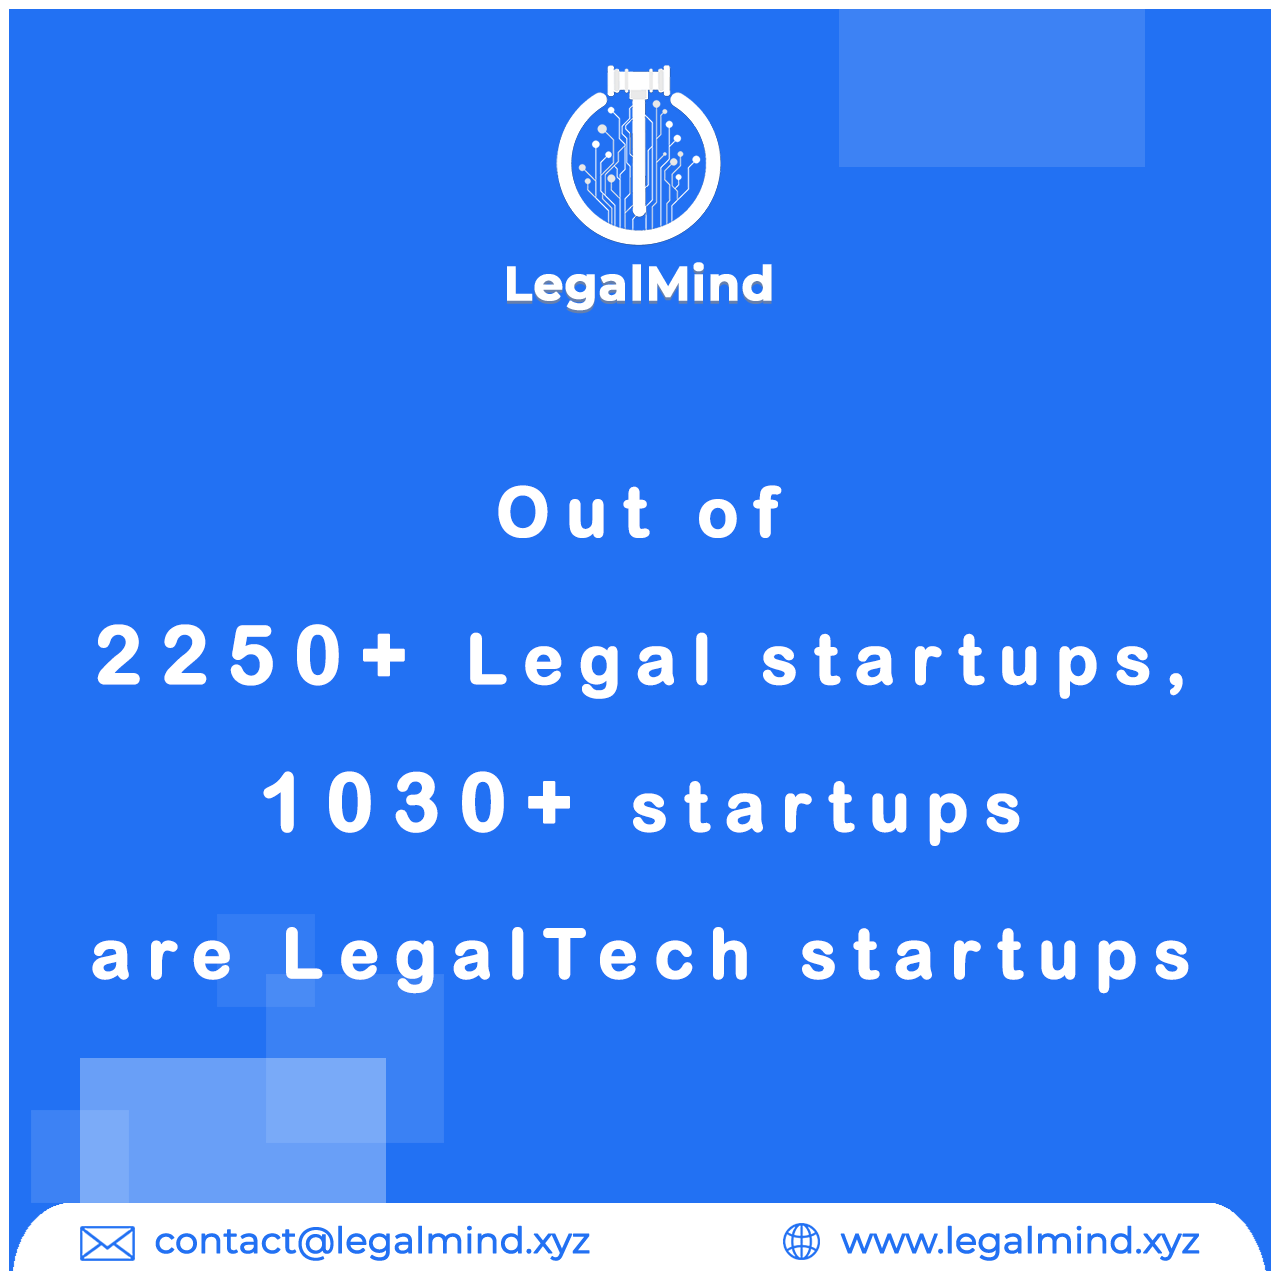 LegalMind
Out of
2250+ Legal startups,
1030+ startups
are LegalTech startups
contact@legalmind.xyz
www.legalmind.xyz